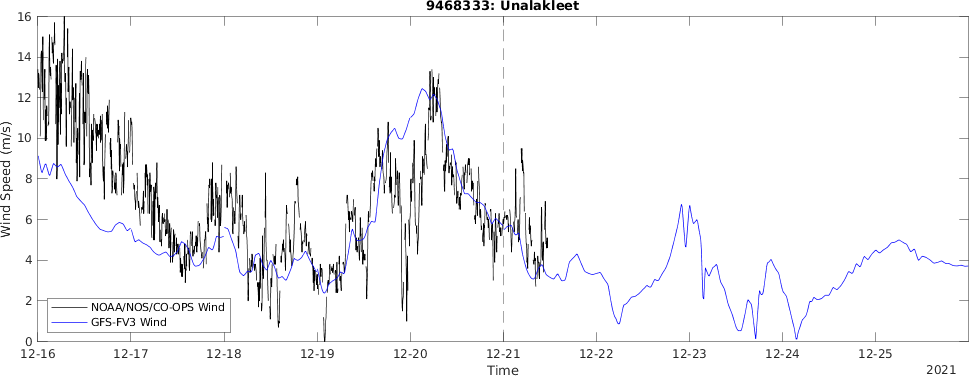 9468333: Unalakleet
16
14
12
10
8
6
4
2
0
Wind Speed (m/s)
NOAA/NOS/CO-OPS Wind
GFS-FV3 Wind
12-16 12-17 12-18 12-19 12-20 12-21 12-22 12-23 12-24 12-25
Time
2021